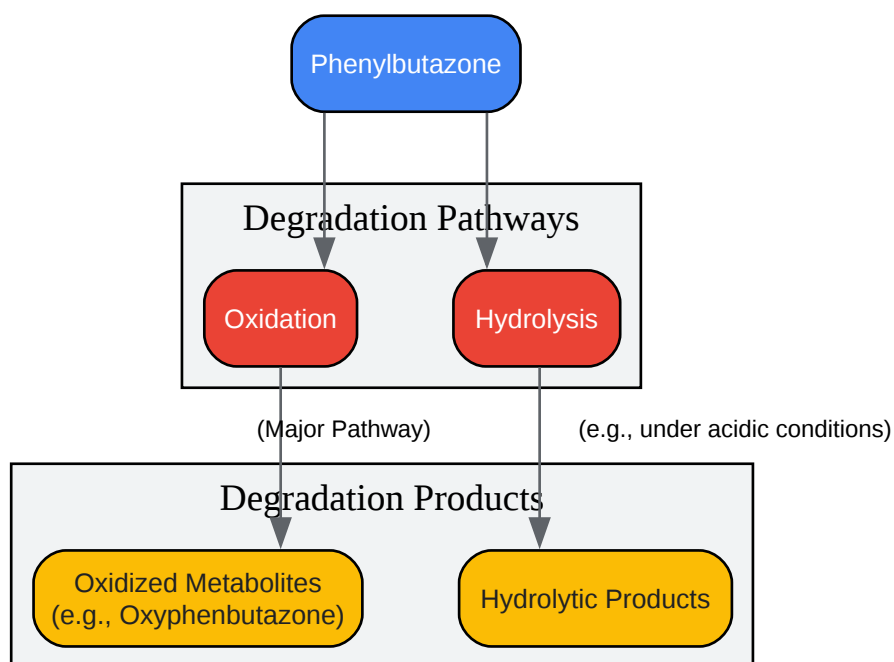 Phenylbutazone
Degradation Pathways
Oxidation
Hydrolysis
(Major Pathway)
(e.g., under acidic conditions)
Degradation Products
Oxidized Metabolites
(e.g., Oxyphenbutazone)
Hydrolytic Products